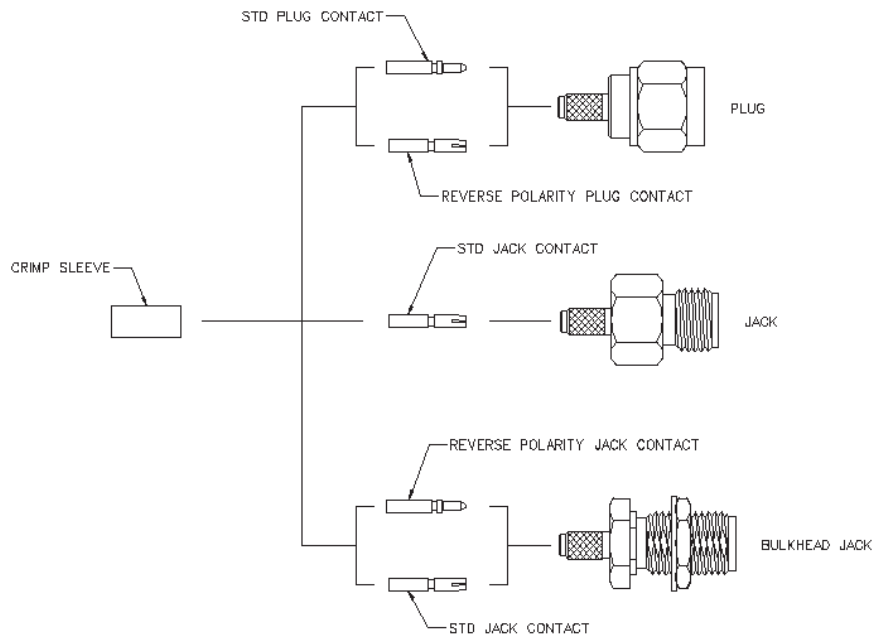 STD PLUG CONTACT
PLUG
REVERSE POLARITY PLUG CONTACT
STD JACK CONTACT
CRIMP SLEEVE
JACK
REVERSE POLARITY JACK CONTACT
BULKHEAD JACK
STD JACK CONTACT